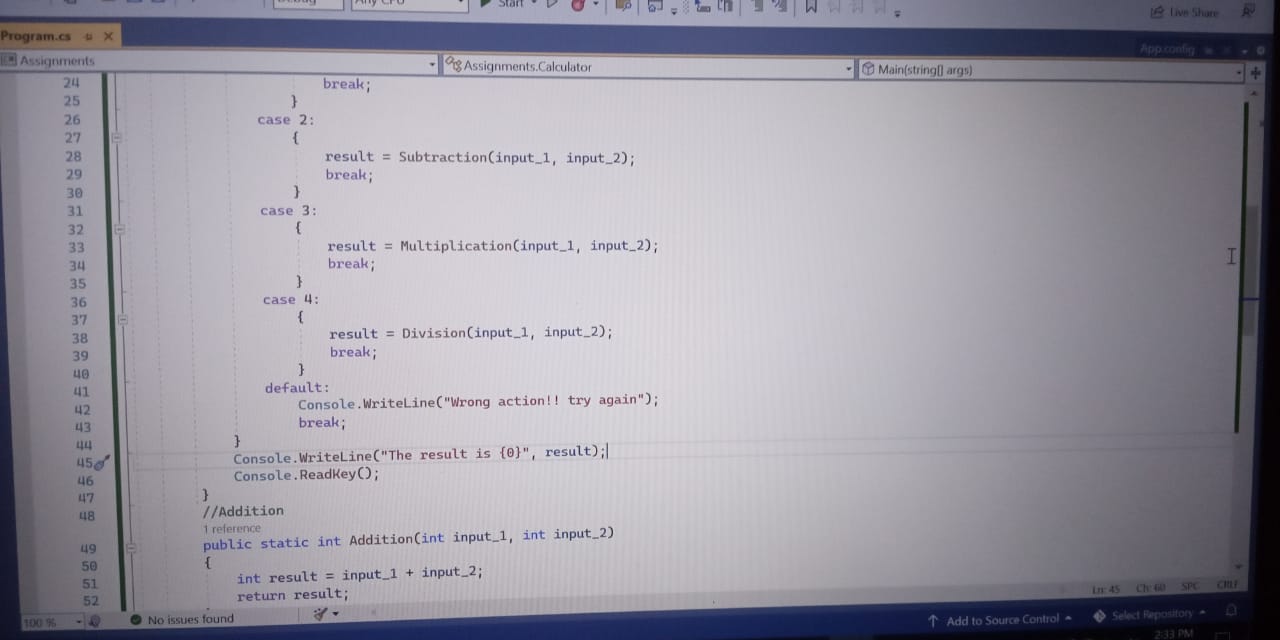 Debug
Any CPU
Start
Live Share
Program.cs
App.config
Assignments
Assignments.Calculator
Main(string[] args)
24 break;
25 }
26 case 2:
27 {
28 result = Subtraction(input_1, input_2);
29 break;
30 }
31 case 3:
32 {
33 result = Multiplication(input_1, input_2);
34 break;
35 }
36 case 4:
37 {
38 result = Division(input_1, input_2);
39 break;
40 }
41 default:
42 Console.WriteLine("Wrong action!! try again");
43 break;
44 }
45 Console.WriteLine("The result is {0}", result);
46 Console.ReadKey();
47 }
48 //Addition
1 reference
49 public static int Addition(int input_1, int input_2)
50 {
51 int result = input_1 + input_2;
52 return result;
Ln: 45 Ch: 60 SPC CRLF
100 % No issues found
Add to Source Control Select Repository
2:33 PM